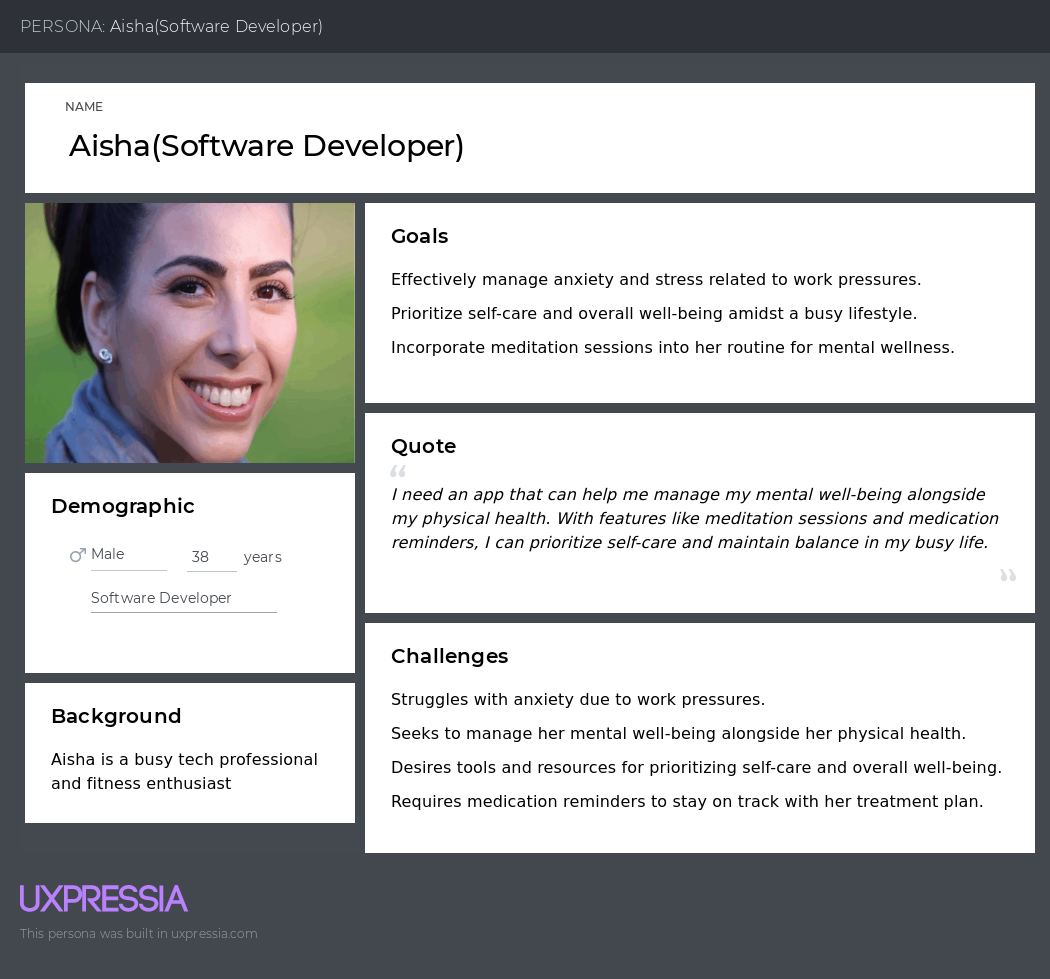 PERSONA: Aisha(Software Developer)
NAME
Aisha(Software Developer)
Demographic
Male 38 years
Software Developer
Background
Aisha is a busy tech professional
and fitness enthusiast
Goals
Effectively manage anxiety and stress related to work pressures.
Prioritize self-care and overall well-being amidst a busy lifestyle.
Incorporate meditation sessions into her routine for mental wellness.
Quote
“
I need an app that can help me manage my mental well-being alongside
my physical health. With features like meditation sessions and medication
reminders, I can prioritize self-care and maintain balance in my busy life.
”
Challenges
Struggles with anxiety due to work pressures.
Seeks to manage her mental well-being alongside her physical health.
Desires tools and resources for prioritizing self-care and overall well-being.
Requires medication reminders to stay on track with her treatment plan.
UXPRESSIA
This persona was built in uxpressia.com